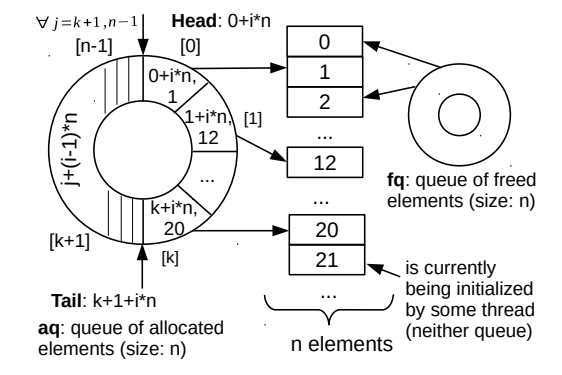 ∀ j=k+1,n−1
Head: 0+i*n
[n-1]
[0]
0+i*n,
1
1+i*n,
12
[1]
...
k+i*n,
20
[k]
j+(i-1)*n
[k+1]
Tail: k+1+i*n
aq: queue of allocated
elements (size: n)
0
1
2
...
12
...
20
21
...
n elements
fq: queue of freed
elements (size: n)
is currently
being initialized
by some thread
(neither queue)